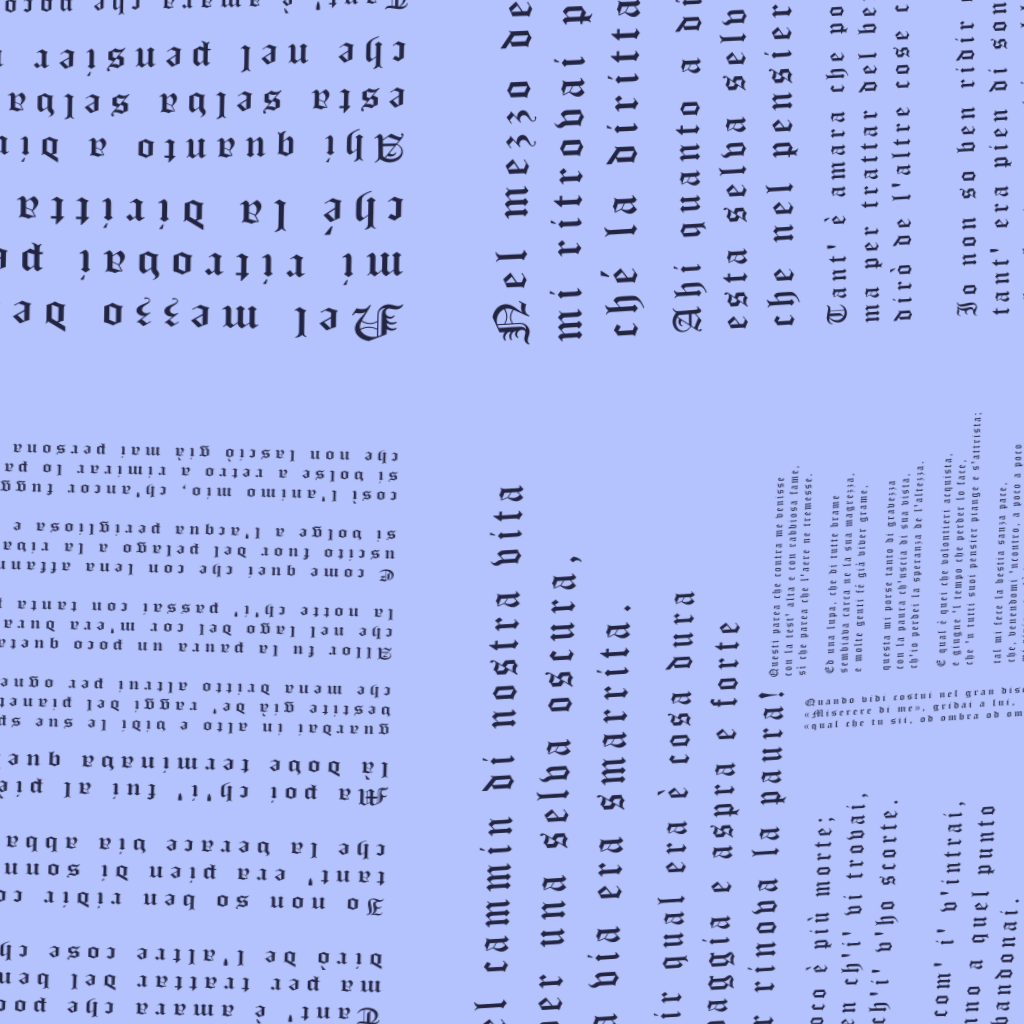 Nel mezzo de
mi ritrovai p
ché la diritta
Ahi quanto a di
esta selva selv
che nel pensier
Tant' è amara che poco
Nel mezzo de
mi ritrovai p
ché la diritta
Ahi quanto a di
esta selva selv
che nel pensier
Tant' è amara che po
ma per trattar del be
dirò de l'altre cose c
Io non so ben ridir
tant' era pien di son
Tant' è amara che poc
ma per trattar del ben
dirò de l'altre cose ch
Io non so ben ridir co
tant' era pien di sonn
che la verace via abba
Ma poi ch'i' fui al piè
là dove terminava que
guardai in alto e vidi le sue sp
vestite già de' raggi del pianet
che mena dritto altrui per ogne
Allor fu la paura un poco queta
che nel lago del cor m'era dura
la notte ch'i' passai con tanta p
E come quei che con lena affann
uscito fuor del pelago a la riva
si volge a l'acqua perigliosa e
così l'animo mio, ch'ancor fugg
si volse a retro a rimirar lo pa
che non lasciò già mai persona
l cammin di nostra vita
er una selva oscura,
a via era smarrita.
ir qual era è cosa dura
aggia e aspra e forte
r rinova la paura!
oco è più morte;
en ch'i' vi trovai,
ch'i' v'ho scorte.
com' i' v'intrai,
no a quel punto
bandonai.
Questi parea che contra me venisse
con la test' alta e con rabbiosa fame,
sì che parea che l'aere ne tremesse.
Ed una lupa, che di tutte brame
sembiava carca ne la sua magrezza,
e molte genti fé già viver grame,
questa mi porse tanto di gravezza
con la paura ch'uscia di sua vista,
ch'io perdei la speranza de l'altezza.
E qual è quei che volontieri acquista,
e giugne 'l tempo che perder lo face,
che 'n tutti suoi pensier piange e s'attrista;
tal mi fece la bestia sanza pace,
che, venendomi 'ncontro, a poco a poco
Quando vidi costui nel gran dise
«Miserere di me», gridai a lui,
«qual che tu sii, od ombra od om